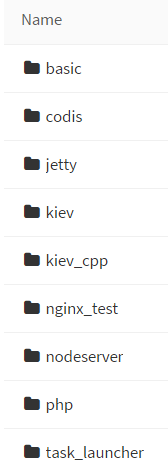 Name
basic
codis
jetty
kiev
kiev_cpp
nginx_test
nodeserver
php
task_launcher